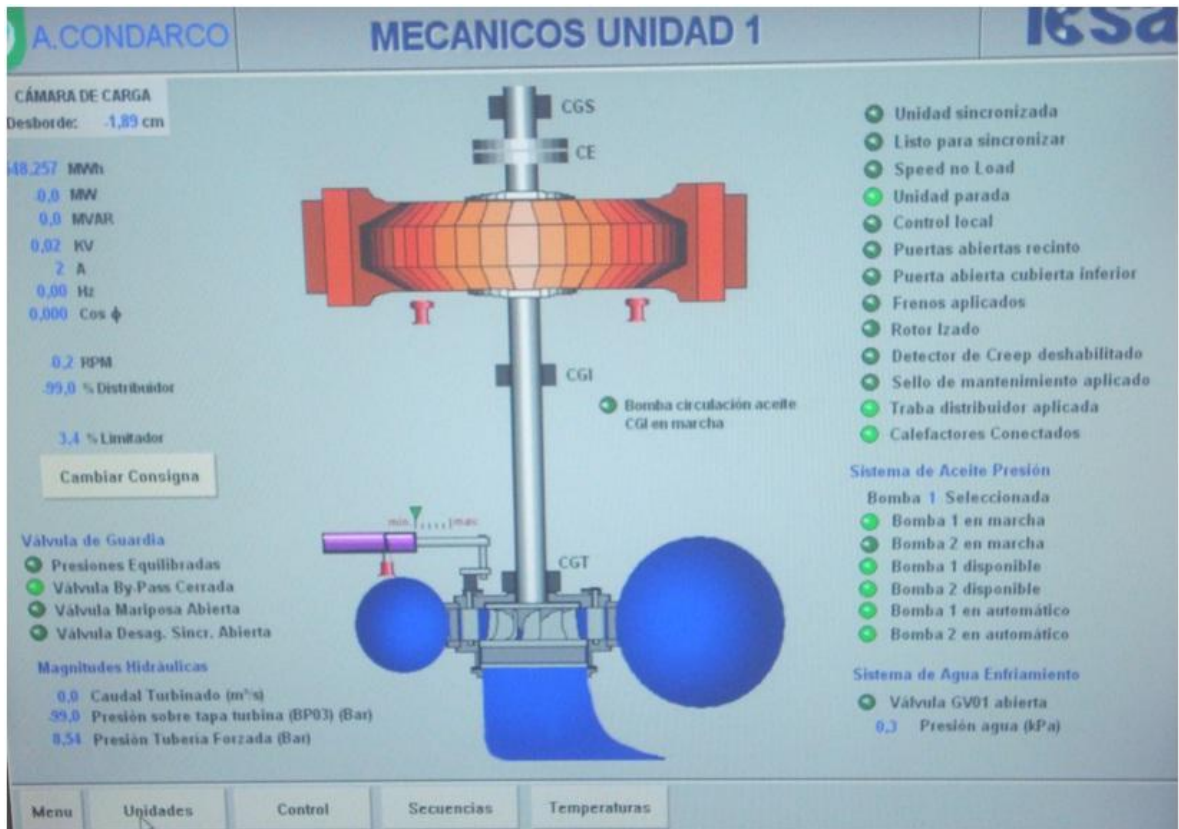 A.CONDARCO
MECANICOS UNIDAD 1
iesa
CÁMARA DE CARGA
Desborde: -1,89 cm
48.257 MWh
0,0 MW
0,0 MVAR
0,02 KV
2 A
0,00 Hz
0,000 Cos ϕ
0,2 RPM
-99,0 % Distribuidor
3,4 % Limitador
Cambiar Consigna
Válvula de Guardia
Presiones Equilibradas
Válvula By-Pass Cerrada
Válvula Mariposa Abierta
Válvula Desag. Sincr. Abierta
Magnitudes Hidráulicas
0,0 Caudal Turbinado (m³/s)
-99,0 Presión sobre tapa turbina (BP03) (Bar)
0,54 Presión Tubería Forzada (Bar)
CGS
CE
CGI
Bomba circulación aceite
CGI en marcha
min max
CGT
Unidad sincronizada
Listo para sincronizar
Speed no Load
Unidad parada
Control local
Puertas abiertas recinto
Puerta abierta cubierta inferior
Frenos aplicados
Rotor Izado
Detector de Creep deshabilitado
Sello de mantenimiento aplicado
Traba distribuidor aplicada
Calefactores Conectados
Sistema de Aceite Presión
Bomba 1 Seleccionada
Bomba 1 en marcha
Bomba 2 en marcha
Bomba 1 disponible
Bomba 2 disponible
Bomba 1 en automático
Bomba 2 en automático
Sistema de Agua Enfriamiento
Válvula GV01 abierta
0,3 Presión agua (kPa)
Menu
Unidades
Control
Secuencias
Temperaturas